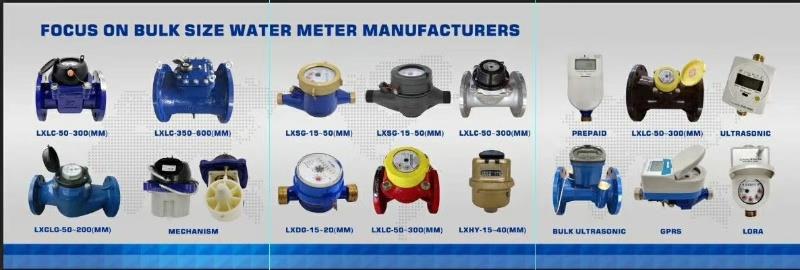 FOCUS ON BULK SIZE WATER METER MANUFACTURERS
LXLC-50-300(MM)
LXLC-350-600(MM)
LXSG-15-50(MM)
LXSG-15-50(MM)
LXLC-50-300(MM)
PREPAID
LXLC-50-300(MM)
ULTRASONIC
LXCLG-50-200(MM)
MECHANISM
LXDG-15-20(MM)
LXLC-50-300(MM)
LXHY-15-40(MM)
BULK ULTRASONIC
GPRS
LORA